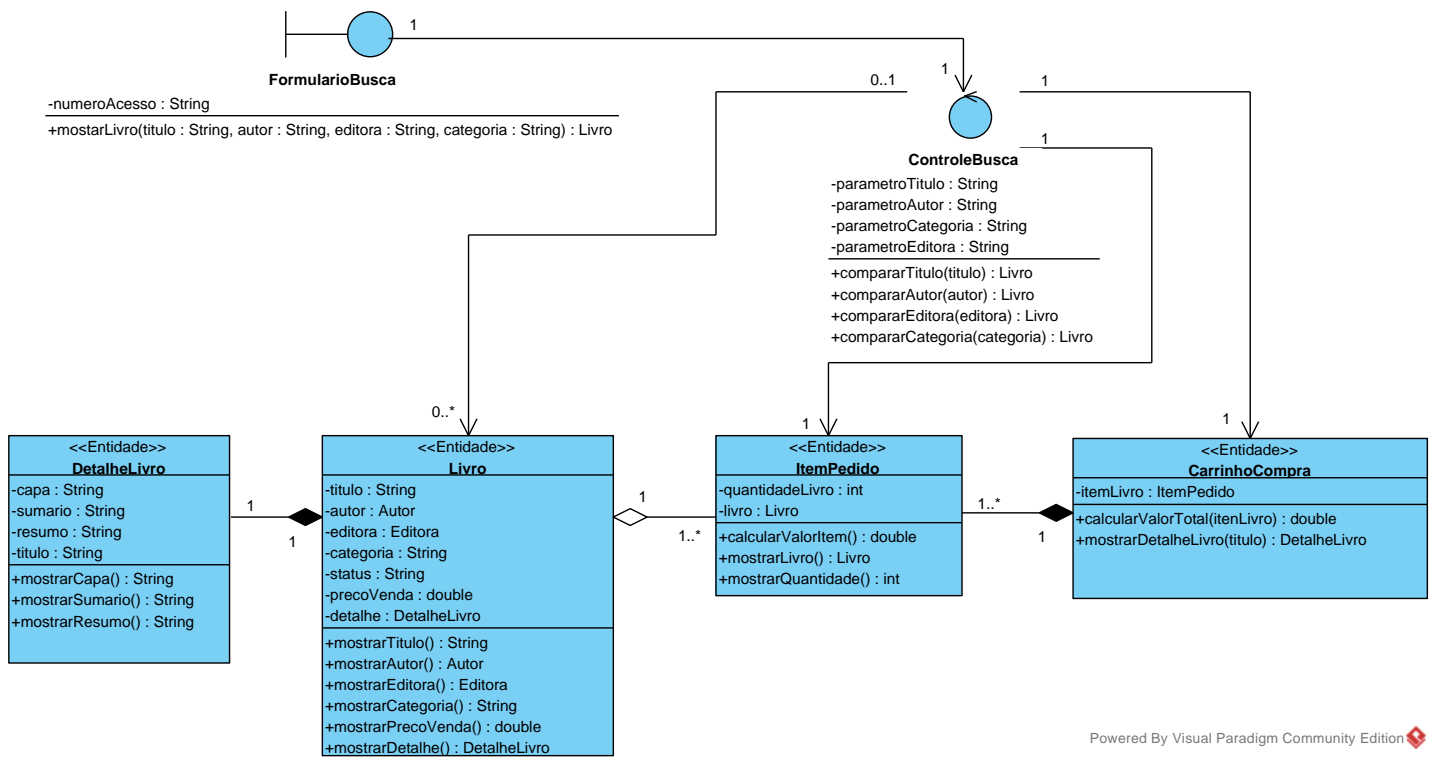 1
FormularioBusca
-numeroAcesso : String
+mostarLivro(titulo : String, autor : String, editora : String, categoria : String) : Livro
0..1
1
1
1
ControleBusca
-parametroTitulo : String
-parametroAutor : String
-parametroCategoria : String
-parametroEditora : String
+compararTitulo(titulo) : Livro
+compararAutor(autor) : Livro
+compararEditora(editora) : Livro
+compararCategoria(categoria) : Livro
0..*
1
1
<<Entidade>>
DetalheLivro
-capa : String
-sumario : String
-resumo : String
-titulo : String
+mostrarCapa() : String
+mostrarSumario() : String
+mostrarResumo() : String
1
1
<<Entidade>>
Livro
-titulo : String
-autor : Autor
-editora : Editora
-categoria : String
-status : String
-precoVenda : double
-detalhe : DetalheLivro
+mostrarTitulo() : String
+mostrarAutor() : Autor
+mostrarEditora() : Editora
+mostrarCategoria() : String
+mostrarPrecoVenda() : double
+mostrarDetalhe() : DetalheLivro
1
1..*
<<Entidade>>
ItemPedido
-quantidadeLivro : int
-livro : Livro
+calcularValorItem() : double
+mostrarLivro() : Livro
+mostrarQuantidade() : int
1..*
1
<<Entidade>>
CarrinhoCompra
-itemLivro : ItemPedido
+calcularValorTotal(itenLivro) : double
+mostrarDetalheLivro(titulo) : DetalheLivro
Powered By Visual Paradigm Community Edition